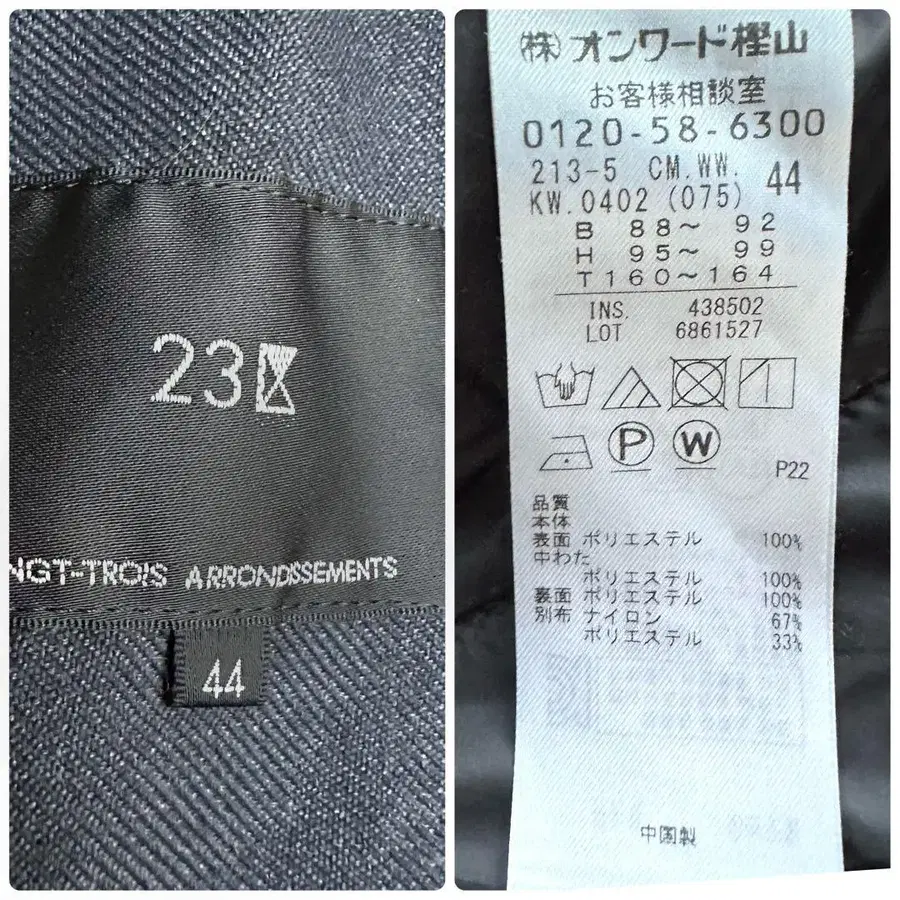 23区
NGT-TROIS ARRONDISSEMENTS
44
(株)オンワード樫山
お客様相談室
0120-58-6300
213-5 CM.WW. 44
KW.0402 (075)
B 88～ 92
H 95～ 99
T 160～164
INS. 438502
LOT 6861527
P W
P22
品質
本体
表面 ポリエステル 100%
中わた
ポリエステル 100%
裏面 ポリエステル 100%
別布 ナイロン 67%
ポリエステル 33%
中国製